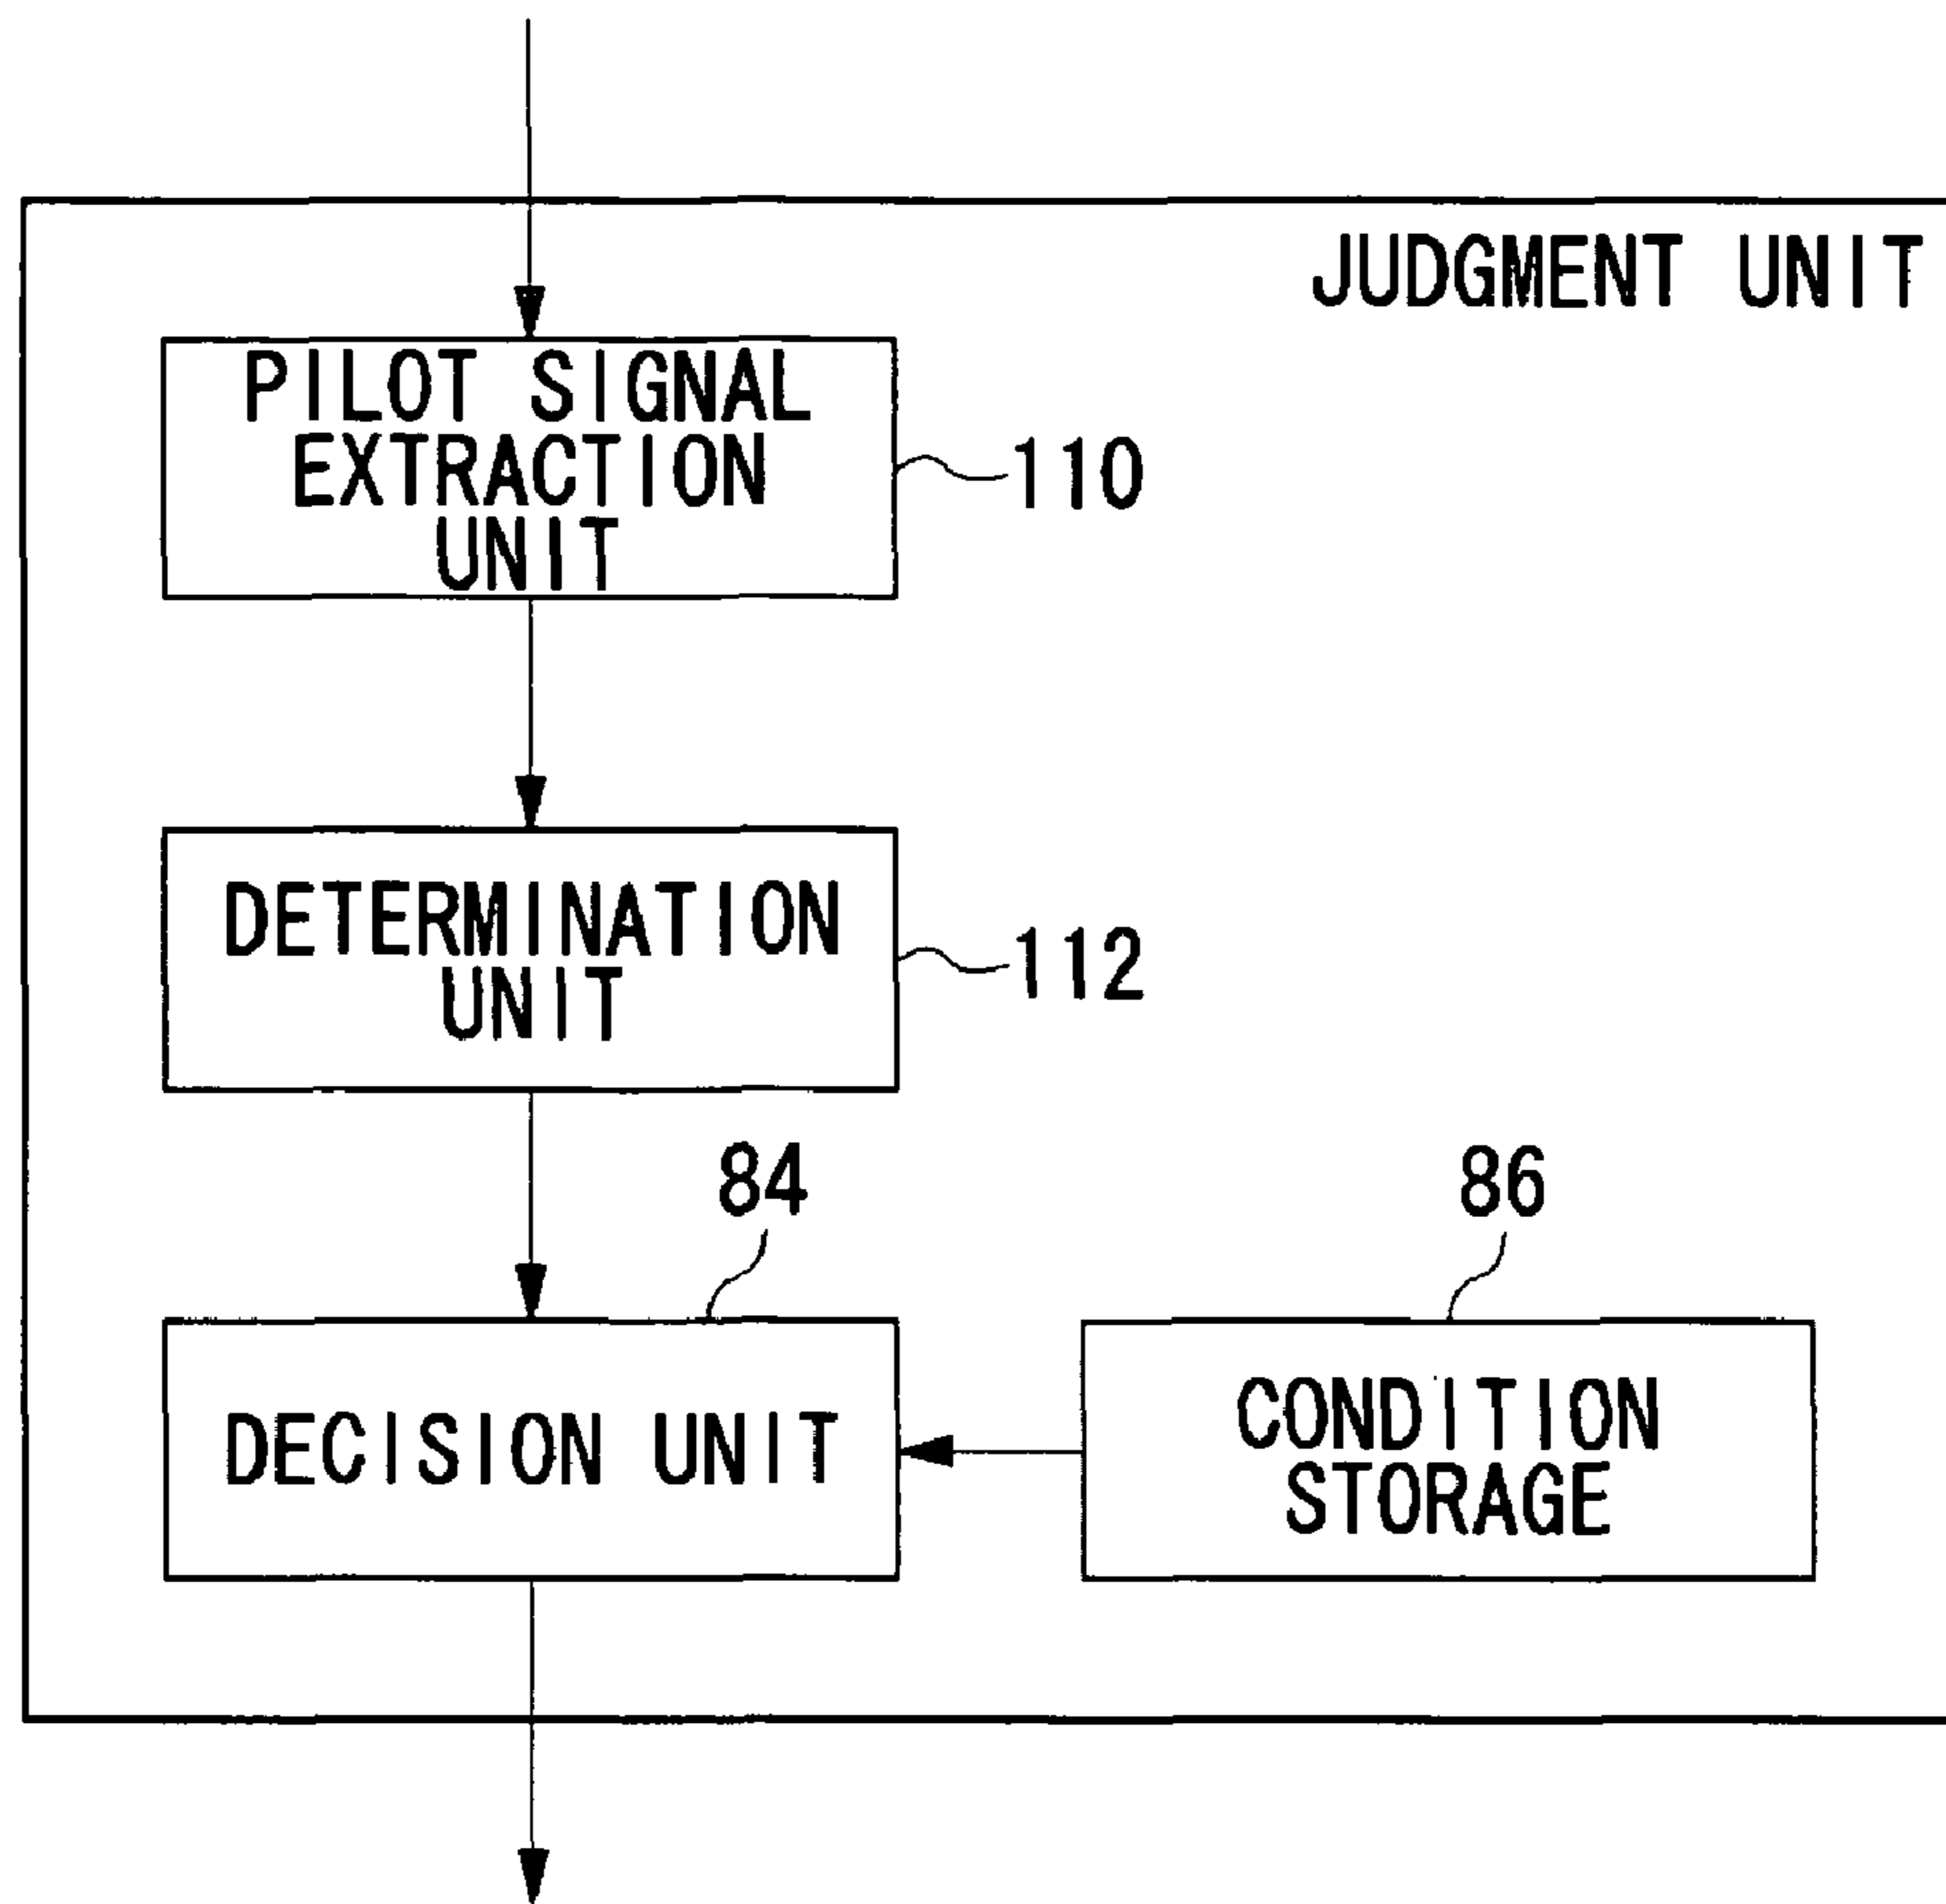 JUDGMENT UNIT
PILOT SIGNAL
EXTRACTION
UNIT
110
DETERMINATION
UNIT
112
84
86
DECISION UNIT
CONDITION
STORAGE